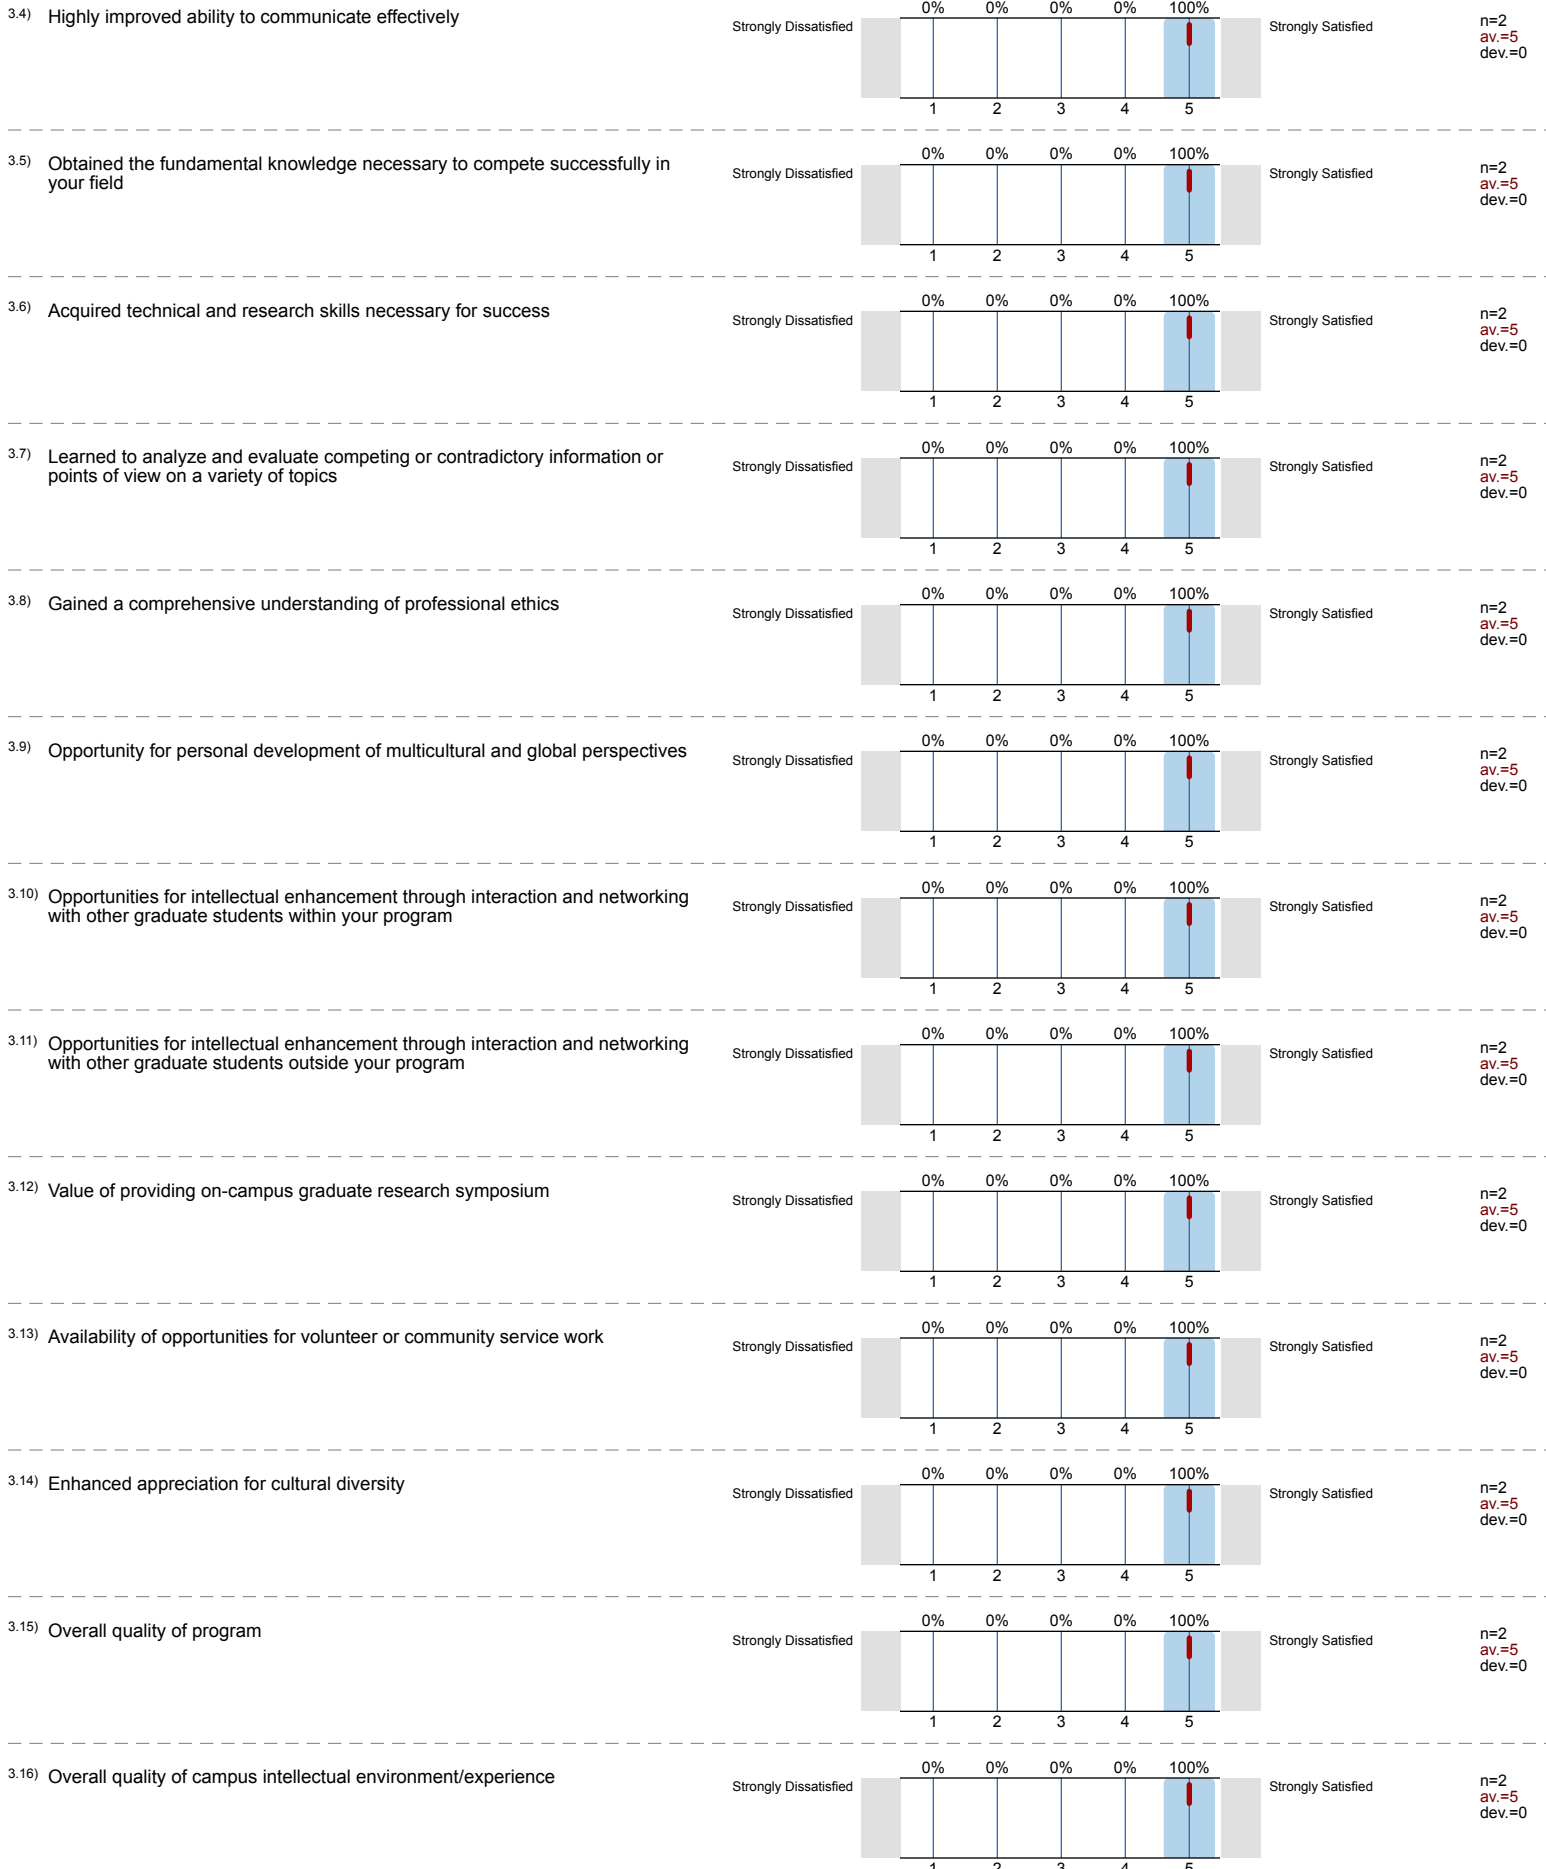 3.4) Highly improved ability to communicate effectively
0% 0% 0% 0% 100%
Strongly Dissatisfied Strongly Satisfied
n=2
av.=5
dev.=0
1 2 3 4 5
3.5) Obtained the fundamental knowledge necessary to compete successfully in
your field
0% 0% 0% 0% 100%
Strongly Dissatisfied Strongly Satisfied
n=2
av.=5
dev.=0
1 2 3 4 5
3.6) Acquired technical and research skills necessary for success
0% 0% 0% 0% 100%
Strongly Dissatisfied Strongly Satisfied
n=2
av.=5
dev.=0
1 2 3 4 5
3.7) Learned to analyze and evaluate competing or contradictory information or
points of view on a variety of topics
0% 0% 0% 0% 100%
Strongly Dissatisfied Strongly Satisfied
n=2
av.=5
dev.=0
1 2 3 4 5
3.8) Gained a comprehensive understanding of professional ethics
0% 0% 0% 0% 100%
Strongly Dissatisfied Strongly Satisfied
n=2
av.=5
dev.=0
1 2 3 4 5
3.9) Opportunity for personal development of multicultural and global perspectives
0% 0% 0% 0% 100%
Strongly Dissatisfied Strongly Satisfied
n=2
av.=5
dev.=0
1 2 3 4 5
3.10) Opportunities for intellectual enhancement through interaction and networking
with other graduate students within your program
0% 0% 0% 0% 100%
Strongly Dissatisfied Strongly Satisfied
n=2
av.=5
dev.=0
1 2 3 4 5
3.11) Opportunities for intellectual enhancement through interaction and networking
with other graduate students outside your program
0% 0% 0% 0% 100%
Strongly Dissatisfied Strongly Satisfied
n=2
av.=5
dev.=0
1 2 3 4 5
3.12) Value of providing on-campus graduate research symposium
0% 0% 0% 0% 100%
Strongly Dissatisfied Strongly Satisfied
n=2
av.=5
dev.=0
1 2 3 4 5
3.13) Availability of opportunities for volunteer or community service work
0% 0% 0% 0% 100%
Strongly Dissatisfied Strongly Satisfied
n=2
av.=5
dev.=0
1 2 3 4 5
3.14) Enhanced appreciation for cultural diversity
0% 0% 0% 0% 100%
Strongly Dissatisfied Strongly Satisfied
n=2
av.=5
dev.=0
1 2 3 4 5
3.15) Overall quality of program
0% 0% 0% 0% 100%
Strongly Dissatisfied Strongly Satisfied
n=2
av.=5
dev.=0
1 2 3 4 5
3.16) Overall quality of campus intellectual environment/experience
0% 0% 0% 0% 100%
Strongly Dissatisfied Strongly Satisfied
n=2
av.=5
dev.=0
1 2 3 4 5